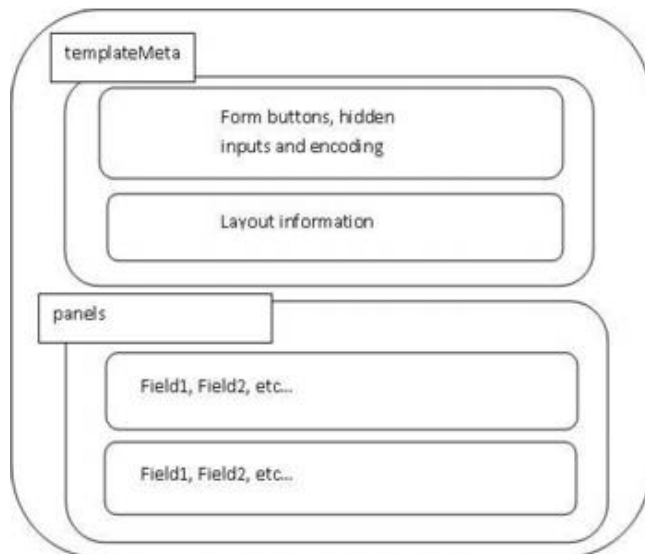 templateMeta
Form buttons, hidden
inputs and encoding
Layout information
panels
Field1, Field2, etc...
Field1, Field2, etc...